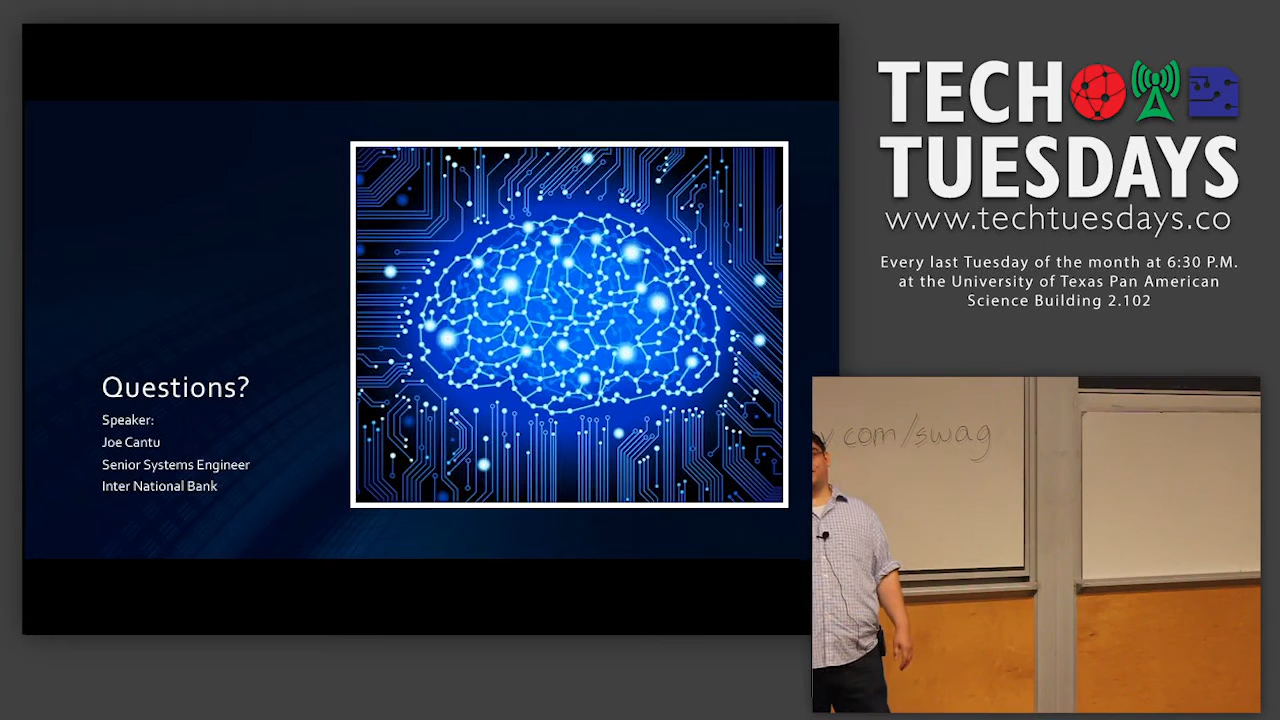 Questions?
Speaker:
Joe Cantu
Senior Systems Engineer
Inter National Bank
TECH
TUESDAYS
www.techtuesdays.co
Every last Tuesday of the month at 6:30 P.M.
at the University of Texas Pan American
Science Building 2.102
y com/swag